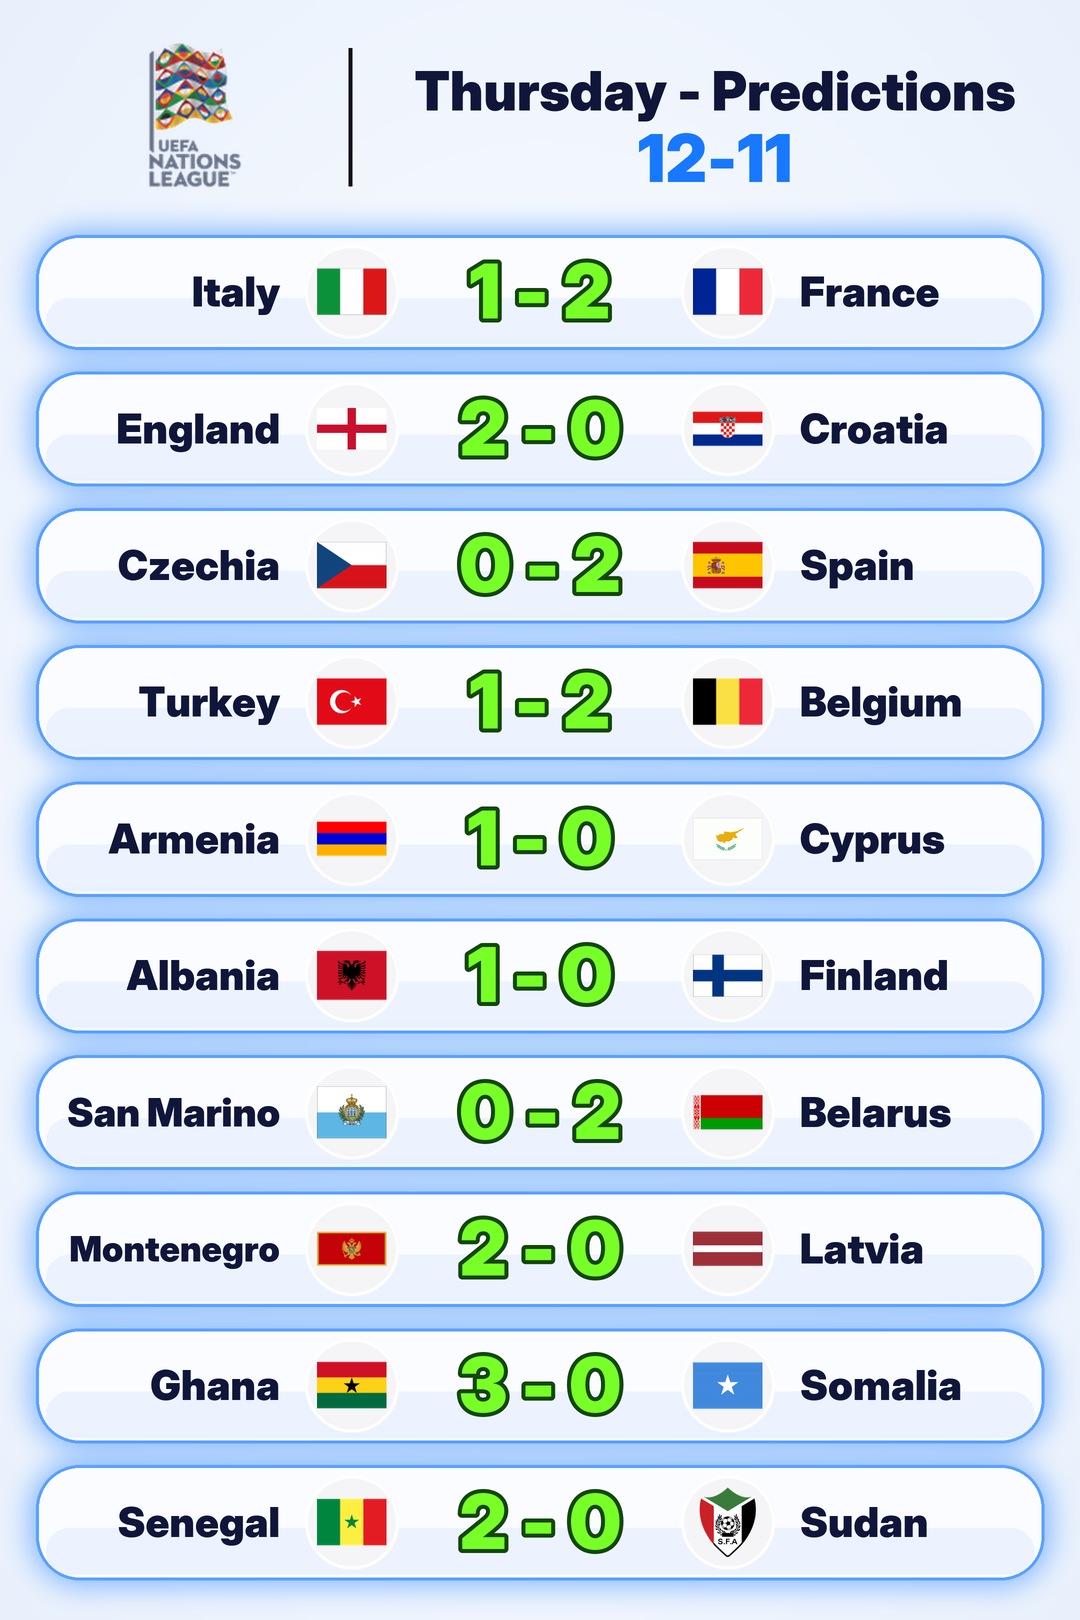 UEFA
NATIONS
LEAGUE™
Thursday - Predictions
12-11
Italy 1 - 2 France
England 2 - 0 Croatia
Czechia 0 - 2 Spain
Turkey 1 - 2 Belgium
Armenia 1 - 0 Cyprus
Albania 1 - 0 Finland
San Marino 0 - 2 Belarus
Montenegro 2 - 0 Latvia
Ghana 3 - 0 Somalia
Senegal 2 - 0 S.F.A Sudan